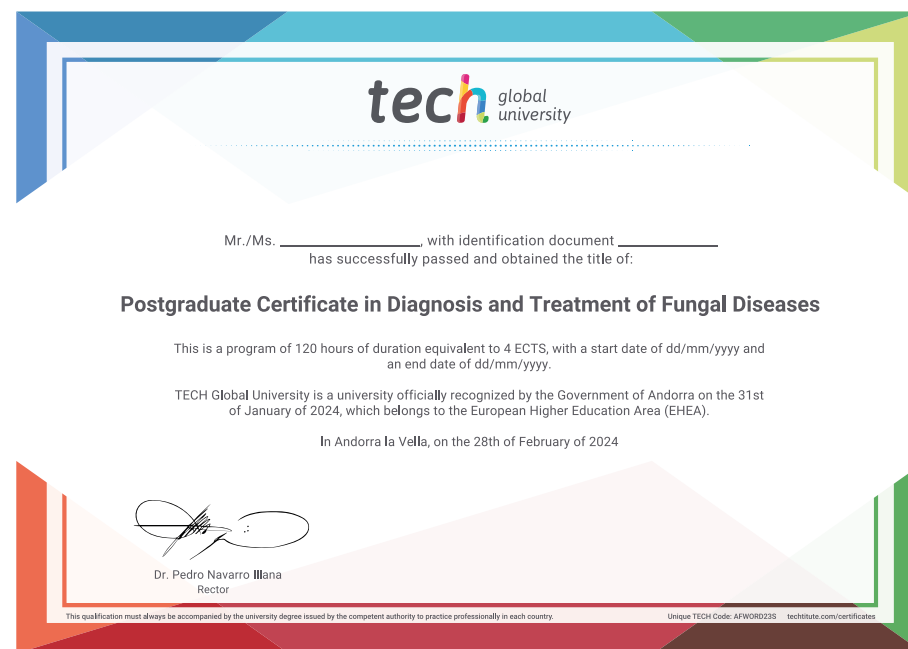 tech global
university
Mr./Ms. ____________________, with identification document ______________
has successfully passed and obtained the title of:
Postgraduate Certificate in Diagnosis and Treatment of Fungal Diseases
This is a program of 120 hours of duration equivalent to 4 ECTS, with a start date of dd/mm/yyyy and
an end date of dd/mm/yyyy.
TECH Global University is a university officially recognized by the Government of Andorra on the 31st
of January of 2024, which belongs to the European Higher Education Area (EHEA).
In Andorra la Vella, on the 28th of February of 2024
Dr. Pedro Navarro Illana
Rector
This qualification must always be accompanied by the university degree issued by the competent authority to practice professionally in each country.
Unique TECH Code: AFWORD23S techtitute.com/certificates